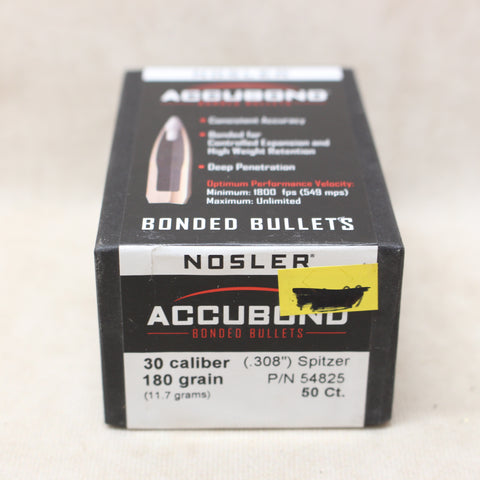 NOSLER
ACCUBOND
BONDED BULLETS
Consistent Accuracy
Bonded for
Controlled Expansion and
High Weight Retention
Deep Penetration
Optimum Performance Velocity:
Minimum: 1800 fps (549 mps)
Maximum: Unlimited
BONDED BULLETS
NOSLER®
ACCUBOND
BONDED BULLETS
30 caliber (.308") Spitzer
180 grain P/N 54825
(11.7 grams) 50 Ct.